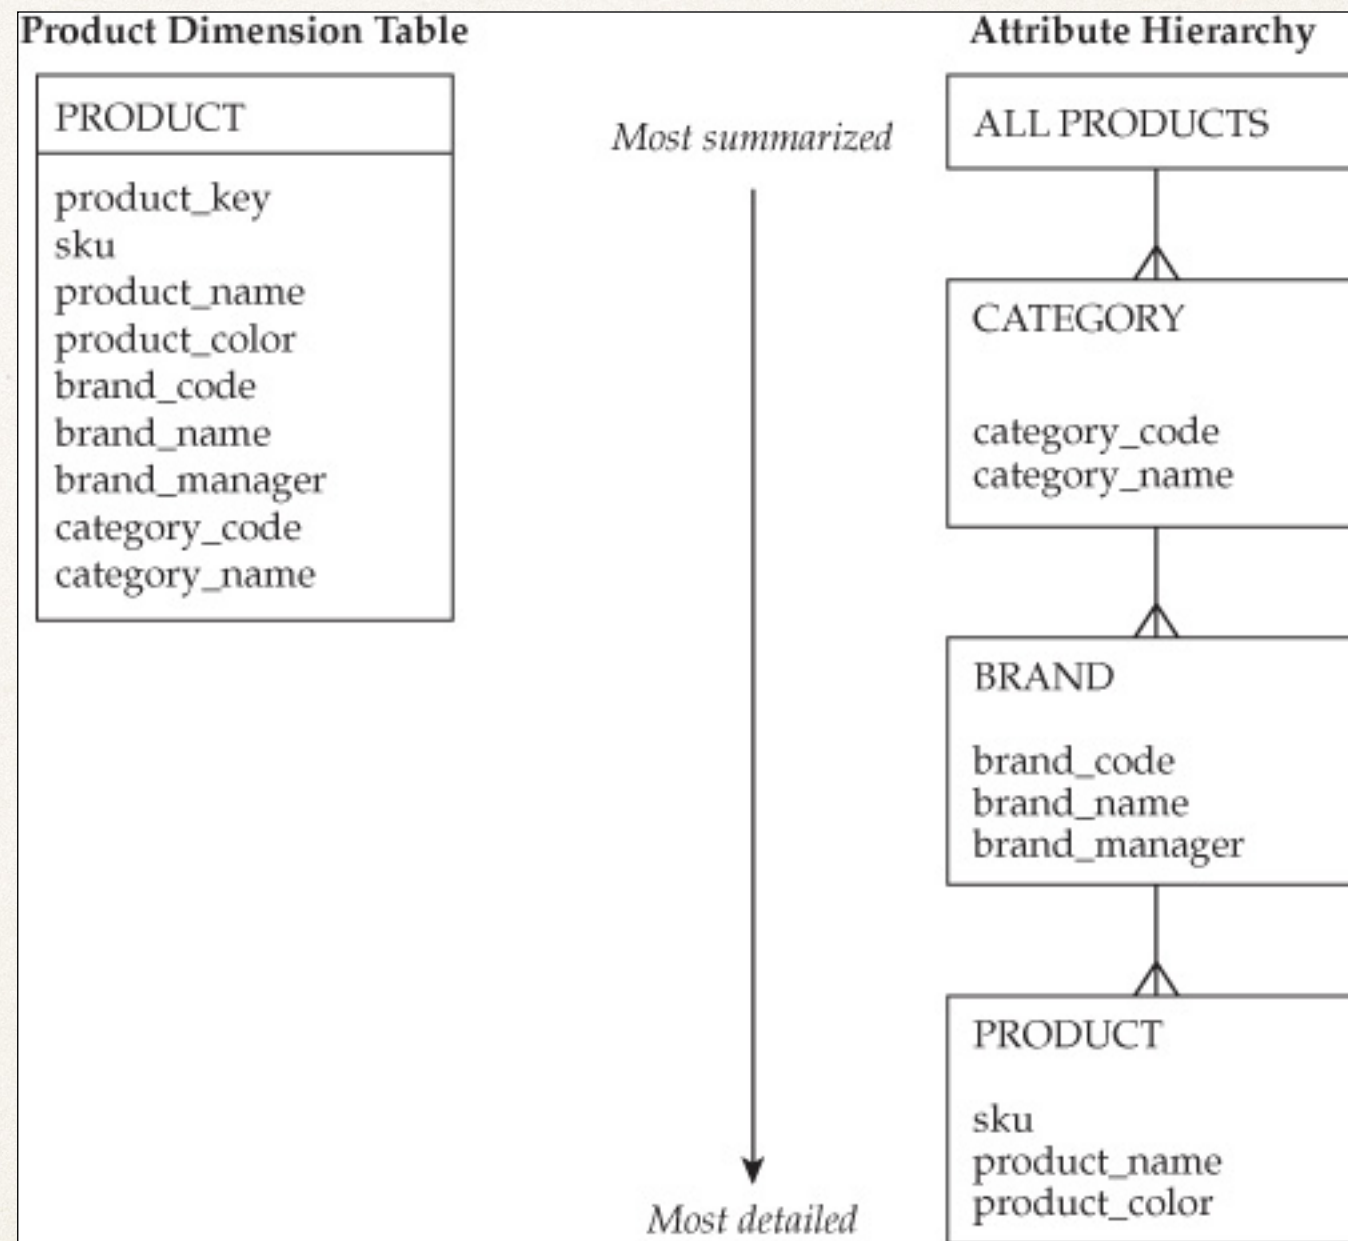 Product Dimension Table
PRODUCT
product_key
sku
product_name
product_color
brand_code
brand_name
brand_manager
category_code
category_name
Most summarized
Most detailed
Attribute Hierarchy
ALL PRODUCTS
CATEGORY
category_code
category_name
BRAND
brand_code
brand_name
brand_manager
PRODUCT
sku
product_name
product_color